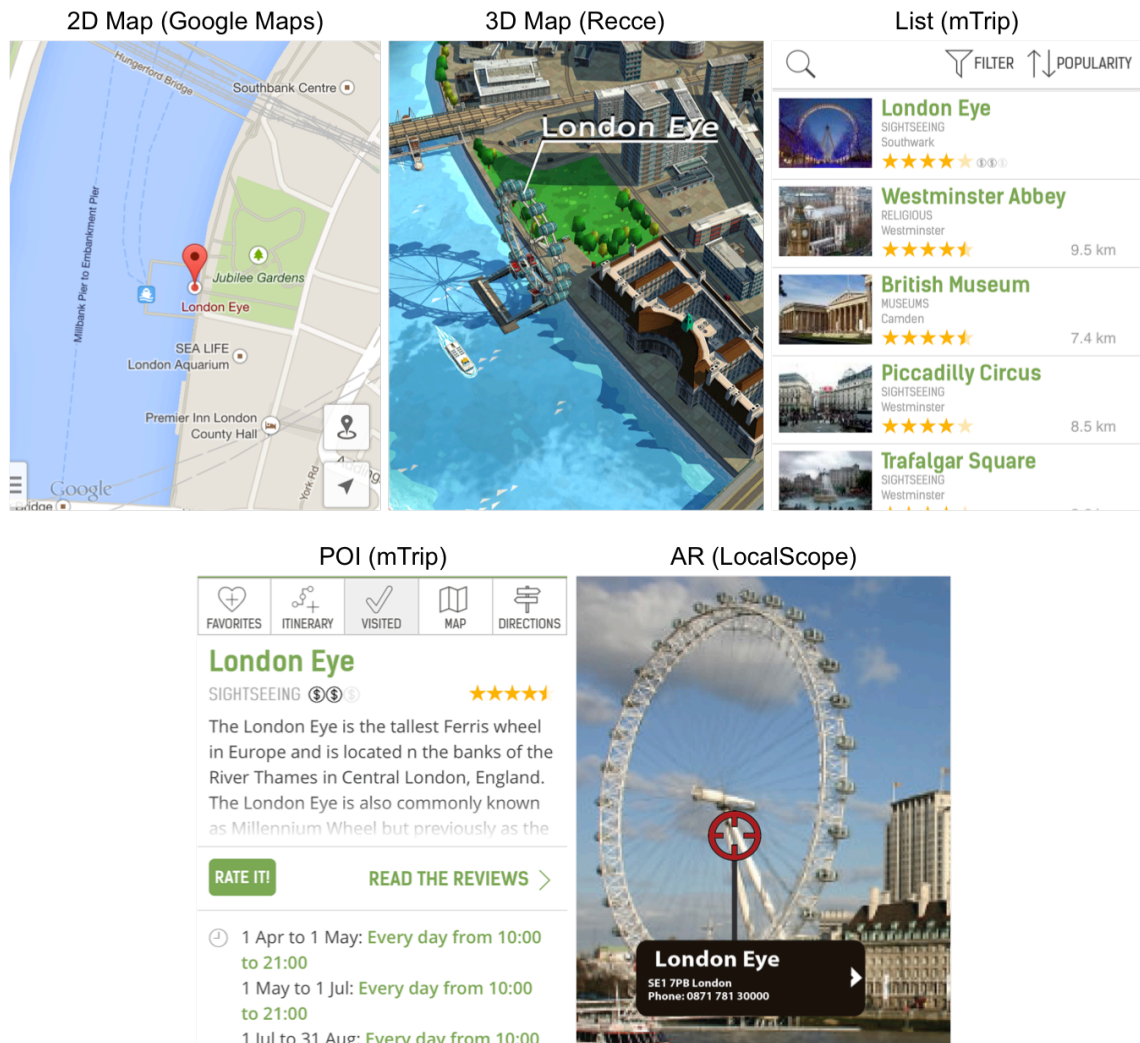 2D Map (Google Maps)
3D Map (Recce)
List (mTrip)
Hungerford Bridge
Southbank Centre
Millbank Pier to Embankment Pier
Jubilee Gardens
London Eye
SEA LIFE
London Aquarium
Premier Inn London
County Hall
York Rd
Google
London Eye
FILTER
POPULARITY
London Eye
SIGHTSEEING
Southwark
Westminster Abbey
RELIGIOUS
Westminster
9.5 km
British Museum
MUSEUMS
Camden
7.4 km
Piccadilly Circus
SIGHTSEEING
Westminster
8.5 km
Trafalgar Square
SIGHTSEEING
Westminster
POI (mTrip)
AR (LocalScope)
FAVORITES
ITINERARY
VISITED
MAP
DIRECTIONS
London Eye
SIGHTSEEING $ $ $
The London Eye is the tallest Ferris wheel
in Europe and is located n the banks of the
River Thames in Central London, England.
The London Eye is also commonly known
as Millennium Wheel but previously as the
RATE IT!
READ THE REVIEWS
1 Apr to 1 May: Every day from 10:00
to 21:00
1 May to 1 Jul: Every day from 10:00
to 21:00
1 Jul to 31 Aug: Every day from 10:00
London Eye
SE1 7PB London
Phone: 0871 781 30000